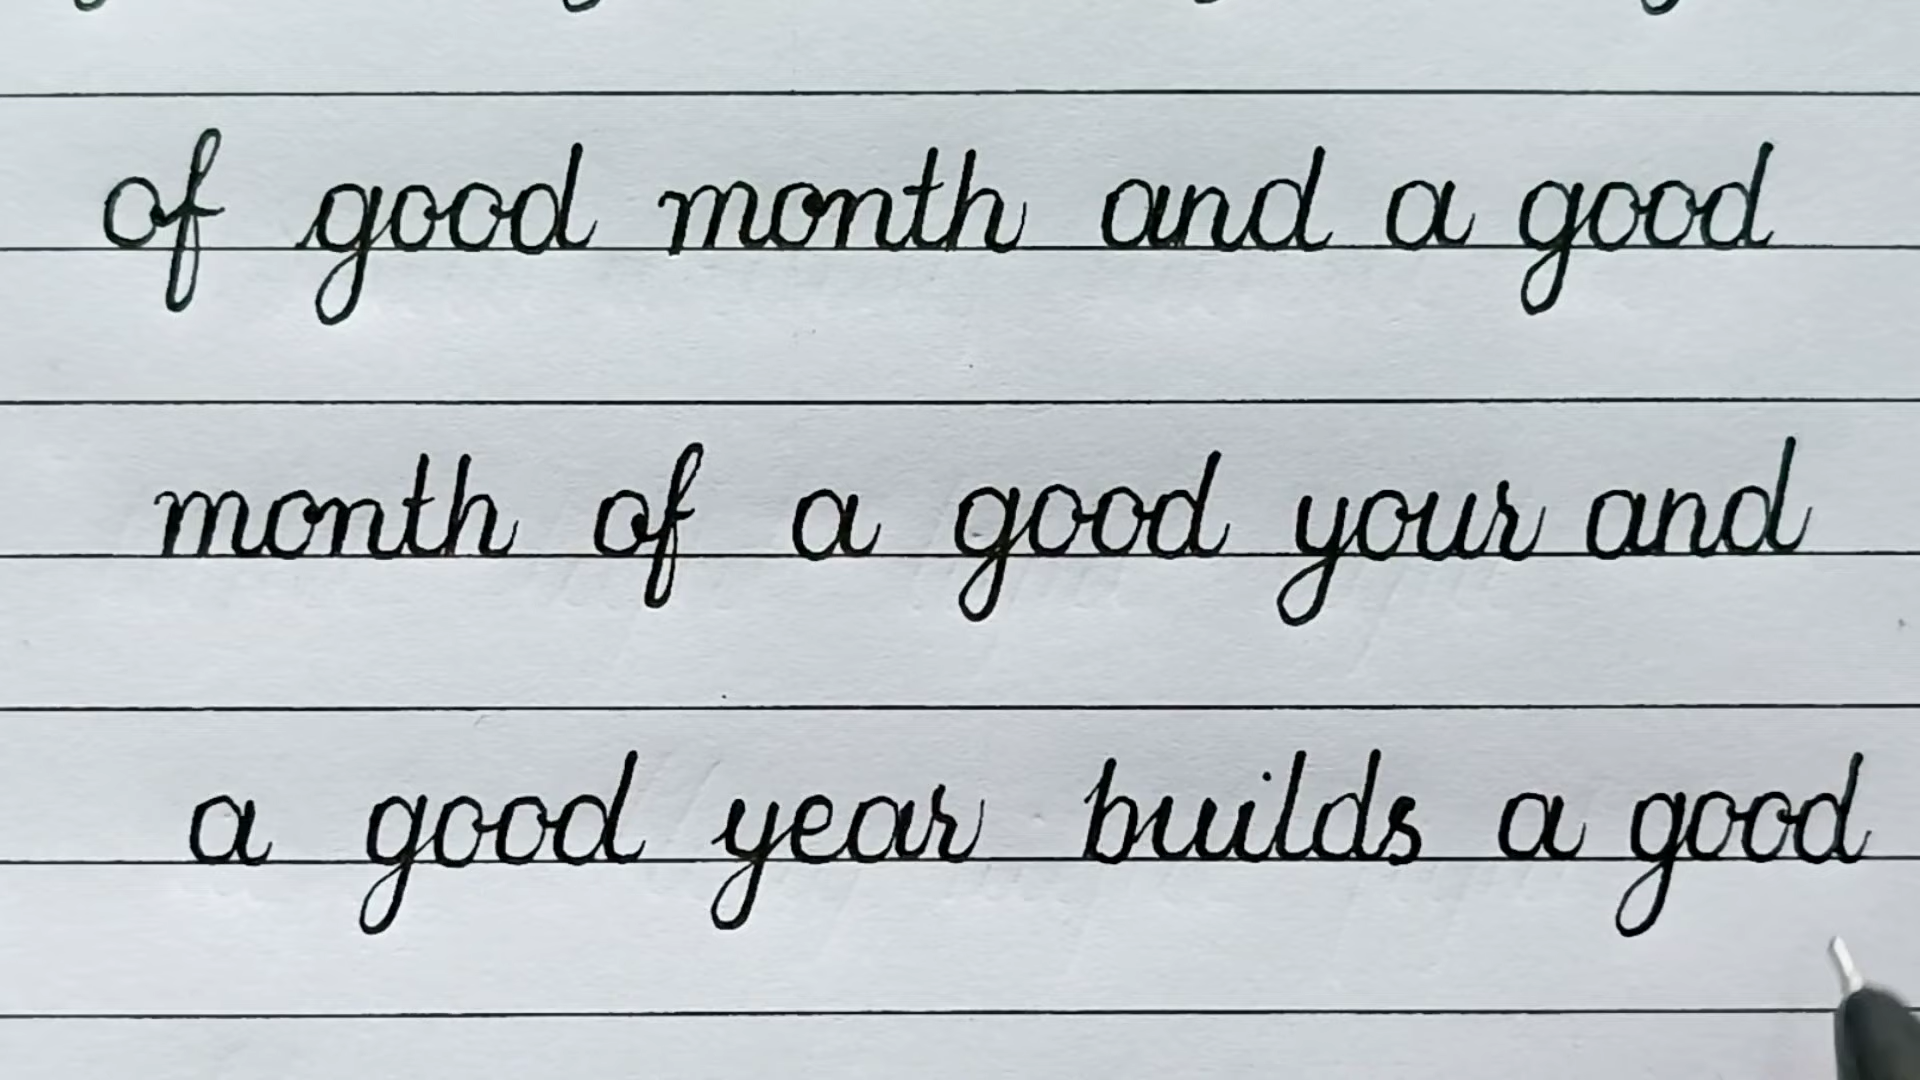 of good month and a good
month of a good your and
a good year builds a good